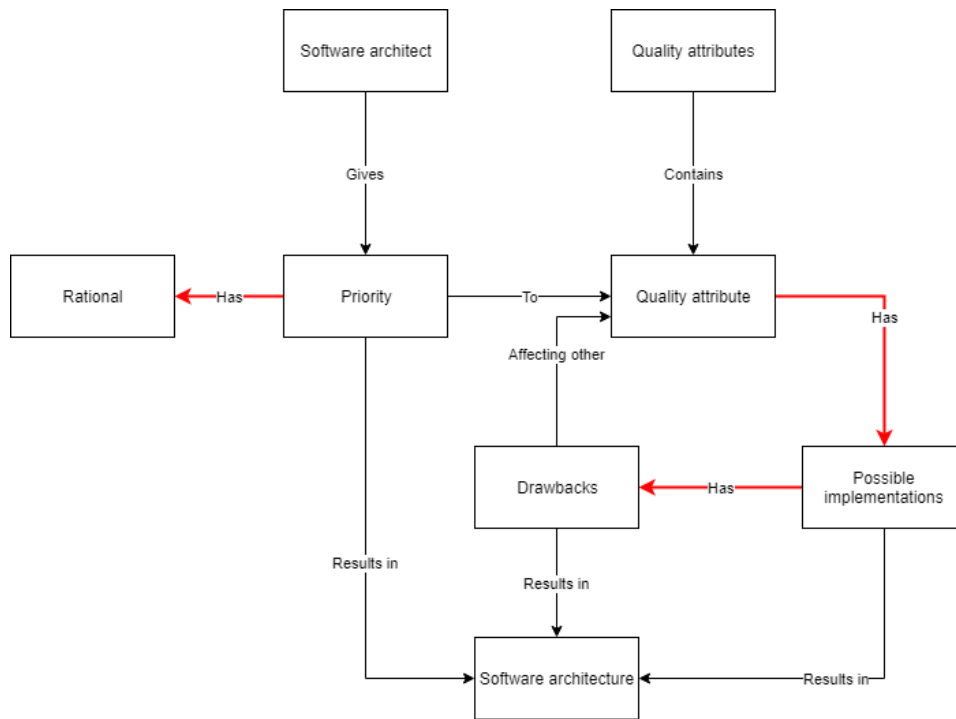 Software architect
Quality attributes
Gives
Contains
Rational
Has
Priority
To
Quality attribute
Has
Affecting other
Drawbacks
Has
Possible
implementations
Results in
Results in
Software architecture
Results in